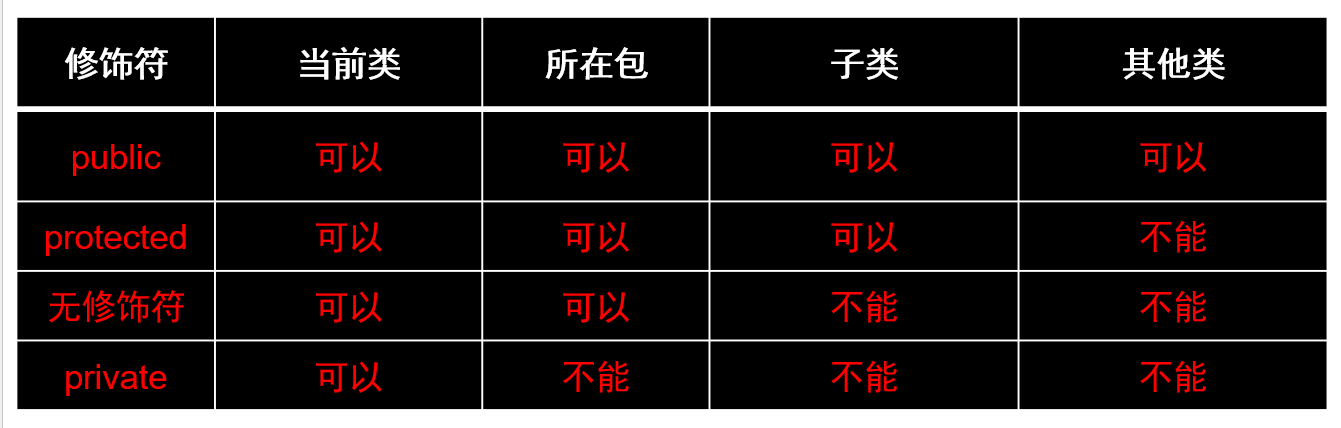 修饰符 当前类 所在包 子类 其他类
public 可以 可以 可以 可以
protected 可以 可以 可以 不能
无修饰符 可以 可以 不能 不能
private 可以 不能 不能 不能